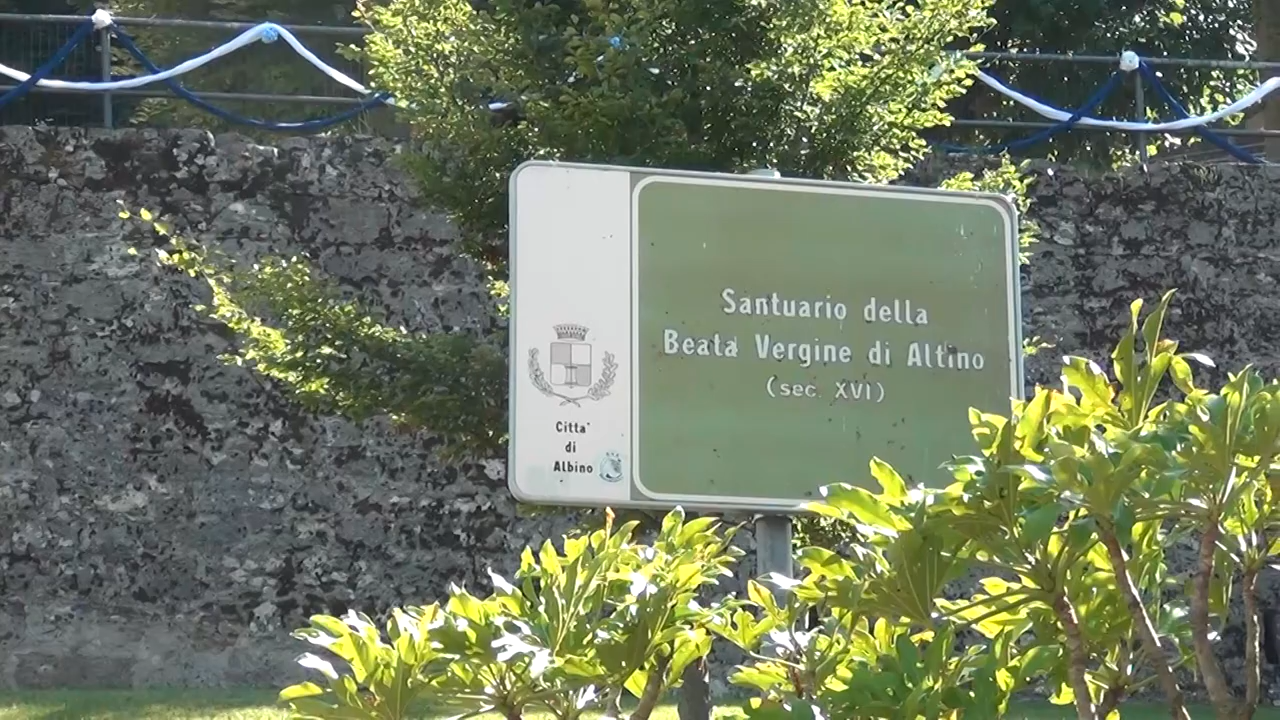 Santuario della
Beata Vergine di Altino
(sec. XVI)
Citta'
di
Albino